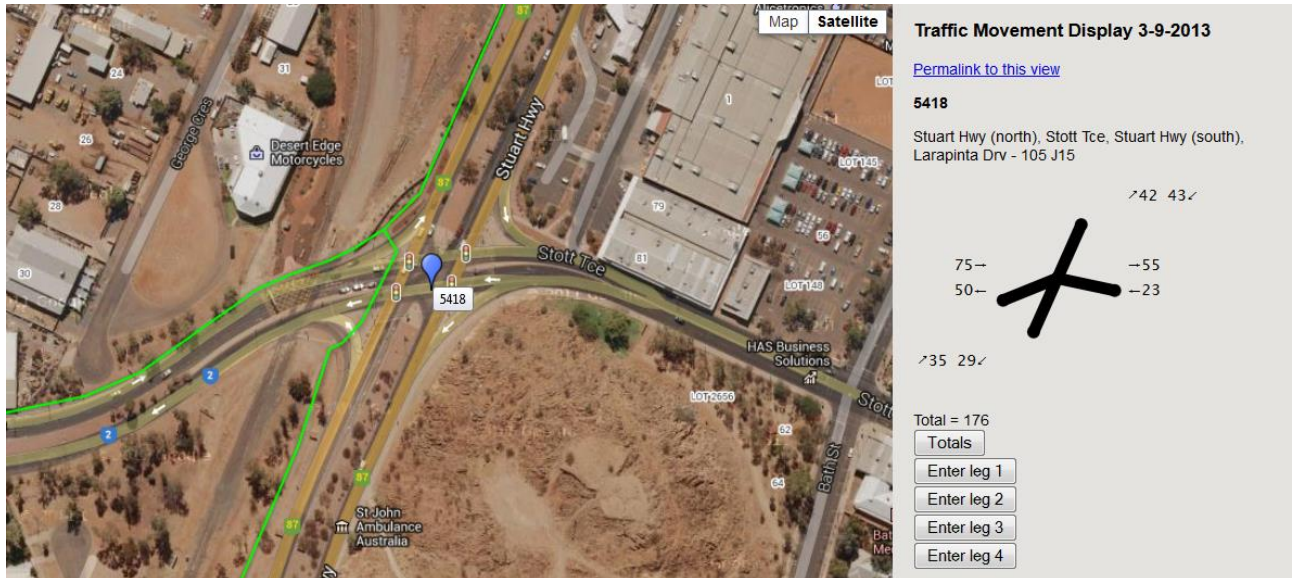 Map Satellite
24
31
1
LOT 145
26
George Cres
Desert Edge
Motorcycles
87
Stuart Hwy
28
87
79
56
30
81
Stott Tce
LOT 148
5418
HAS Business
Solutions
2
LOT 2656
Stott
2
62
87
64
Bath St
St John
Ambulance
Australia
87
Traffic Movement Display 3-9-2013
Permalink to this view
5418
Stuart Hwy (north), Stott Tce, Stuart Hwy (south),
Larapinta Drv - 105 J15
↗42 43↙
75→ →55
50← ←23
↗35 29↙
Total = 176
Totals
Enter leg 1
Enter leg 2
Enter leg 3
Enter leg 4